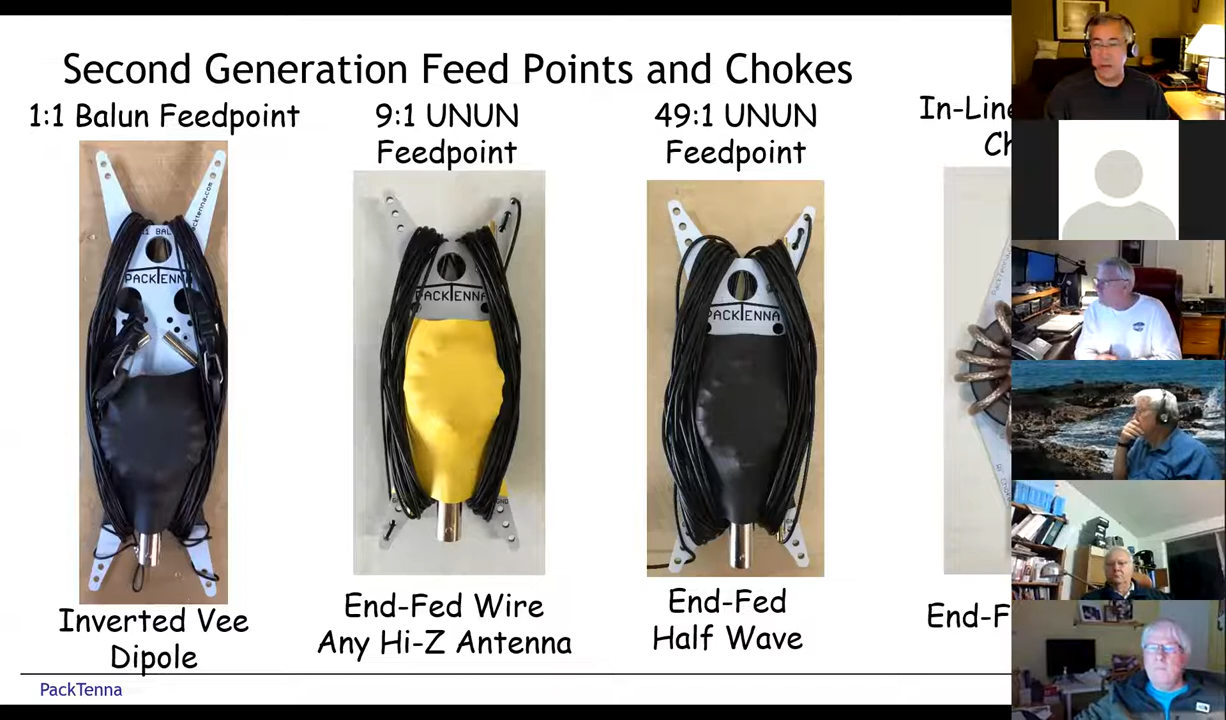 Second Generation Feed Points and Chokes
1:1 Balun Feedpoint
9:1 UNUN
Feedpoint
49:1 UNUN
Feedpoint
In-Line
Ch
PACKTENNA
PACKTENNA
PACKTENNA
Inverted Vee
Dipole
End-Fed Wire
Any Hi-Z Antenna
End-Fed
Half Wave
End-F
PackTenna